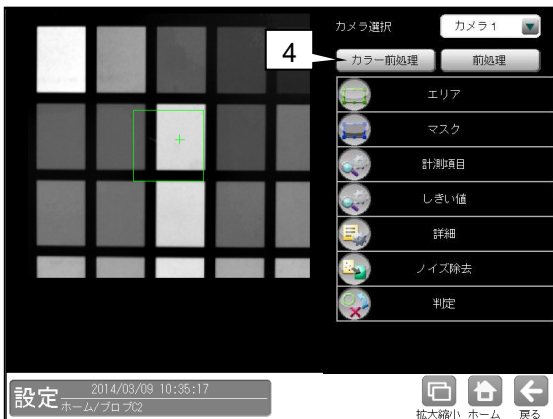 カメラ選択
カメラ1
4
カラー前処理
前処理
エリア
マスク
計測項目
しきい値
詳細
ノイズ除去
判定
設定
2014/03/09 10:35:17
ホーム/ブロブC2
拡大縮小
ホーム
戻る